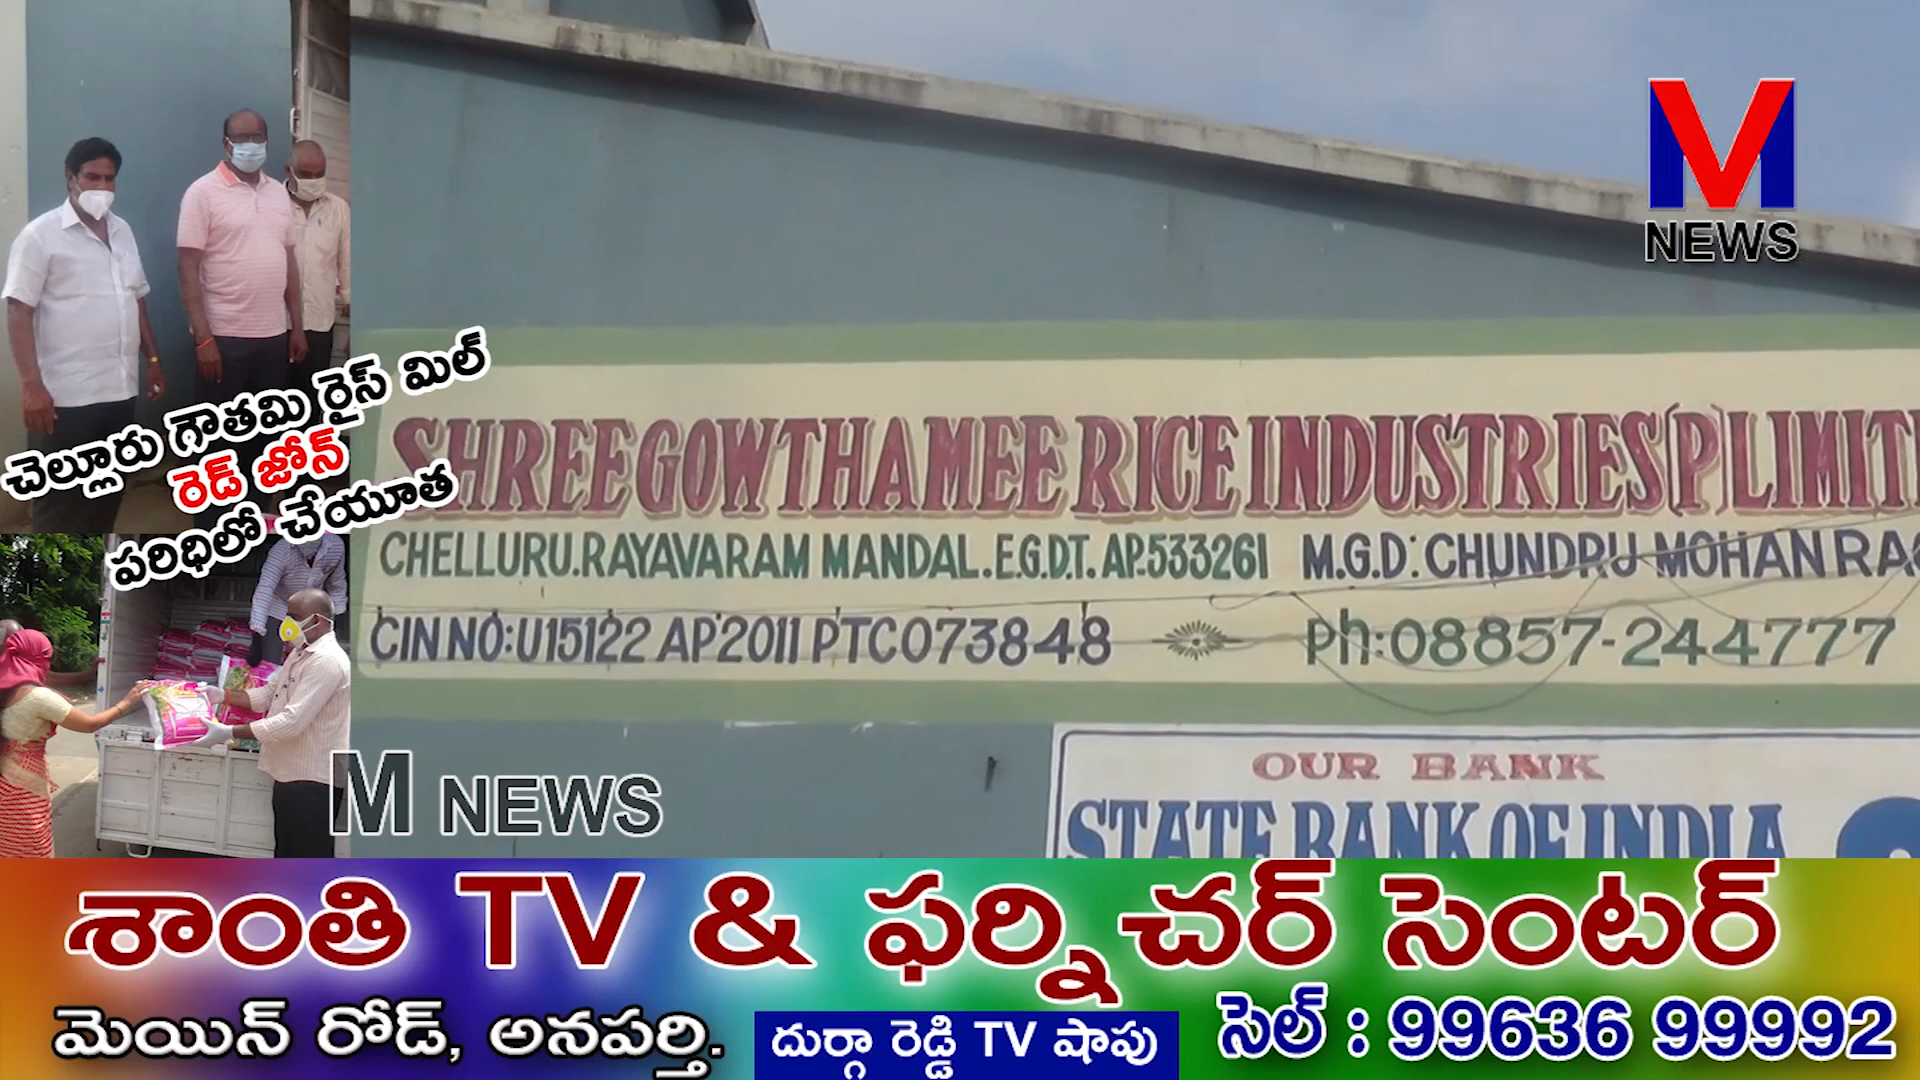 M
NEWS
చెల్లూరు గౌతమి రైస్ మిల్
రెడ్ జోన్
పరిధిలో చేయూత
SHREE GOWTHAMEE RICE INDUSTRIES (P) LIMIT
CHELLURU. RAYAVARAM MANDAL. E.G.DT. AP.533261 M.G.D: CHUNDRU MOHAN RAO
CIN NO: U15122 AP2011 PTC073848 Ph: 08857-244777
OUR BANK
STATE BANK OF INDIA
M NEWS
శాంతి TV & ఫర్నిచర్ సెంటర్
మెయిన్ రోడ్, అనపర్తి. దుర్గా రెడ్డి TV షాపు సెల్ : 99636 99992